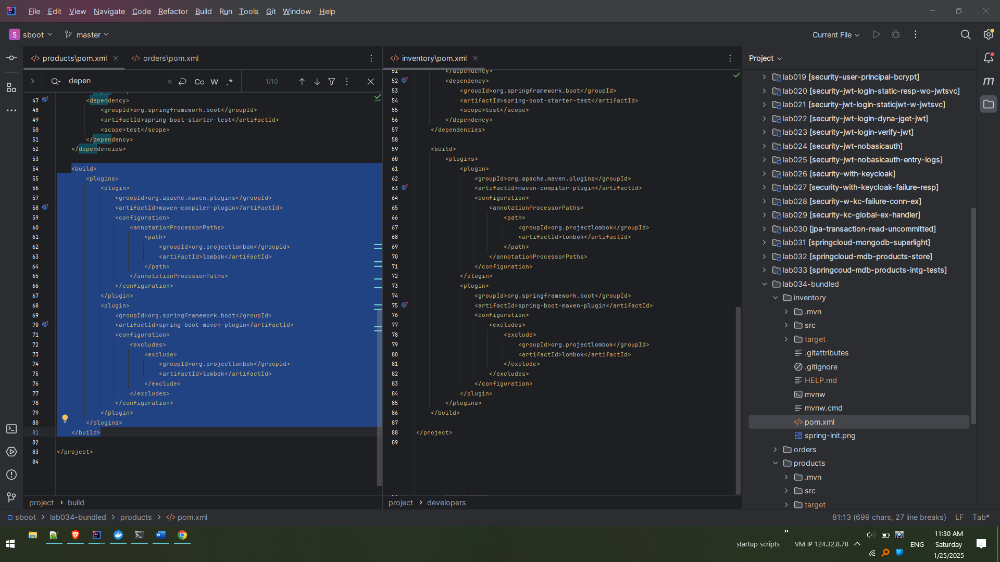 File Edit View Navigate Code Refactor Build Run Tools Git Window Help
S sboot master Current File
products\pom.xml orders\pom.xml
depen Cc W .* 1/10
47 <dependency>
48 <groupId>org.springframework.boot</groupId>
49 <artifactId>spring-boot-starter-test</artifactId>
50 <scope>test</scope>
51 </dependency>
52 </dependencies>
53
54 <build>
55 <plugins>
56 <plugin>
57 <groupId>org.apache.maven.plugins</groupId>
58 <artifactId>maven-compiler-plugin</artifactId>
59 <configuration>
60 <annotationProcessorPaths>
61 <path>
62 <groupId>org.projectlombok</groupId>
63 <artifactId>lombok</artifactId>
64 </path>
65 </annotationProcessorPaths>
66 </configuration>
67 </plugin>
68 <plugin>
69 <groupId>org.springframework.boot</groupId>
70 <artifactId>spring-boot-maven-plugin</artifactId>
71 <configuration>
72 <excludes>
73 <exclude>
74 <groupId>org.projectlombok</groupId>
75 <artifactId>lombok</artifactId>
76 </exclude>
77 </excludes>
78 </configuration>
79 </plugin>
80 </plugins>
81 </build>
82
83 </project>
84
project › build
inventory\pom.xml
51 </dependency>
52 <dependency>
53 <groupId>org.springframework.boot</groupId>
54 <artifactId>spring-boot-starter-test</artifactId>
55 <scope>test</scope>
56 </dependency>
57 </dependencies>
58
59 <build>
60 <plugins>
61 <plugin>
62 <groupId>org.apache.maven.plugins</groupId>
63 <artifactId>maven-compiler-plugin</artifactId>
64 <configuration>
65 <annotationProcessorPaths>
66 <path>
67 <groupId>org.projectlombok</groupId>
68 <artifactId>lombok</artifactId>
69 </path>
70 </annotationProcessorPaths>
71 </configuration>
72 </plugin>
73 <plugin>
74 <groupId>org.springframework.boot</groupId>
75 <artifactId>spring-boot-maven-plugin</artifactId>
76 <configuration>
77 <excludes>
78 <exclude>
79 <groupId>org.projectlombok</groupId>
80 <artifactId>lombok</artifactId>
81 </exclude>
82 </excludes>
83 </configuration>
84 </plugin>
85 </plugins>
86 </build>
87
88 </project>
89
project › developers
Project
lab019 [security-user-principal-bcrypt]
lab020 [security-jwt-login-static-resp-wo-jwtsvc]
lab021 [security-jwt-login-staticjwt-w-jwtsvc]
lab022 [security-jwt-login-dyna-jget-jwt]
lab023 [security-jwt-login-verify-jwt]
lab024 [security-jwt-nobasicauth]
lab025 [security-jwt-nobasicauth-entry-logs]
lab026 [security-with-keycloak]
lab027 [security-with-keycloak-failure-resp]
lab028 [security-w-kc-failure-conn-ex]
lab029 [security-kc-global-ex-handler]
lab030 [jpa-transaction-read-uncommitted]
lab031 [springcloud-mongodb-superlight]
lab032 [springcloud-mdb-products-store]
lab033 [springcoud-mdb-products-intg-tests]
lab034-bundled
inventory
.mvn
src
target
.gitattributes
.gitignore
HELP.md
mvnw
mvnw.cmd
pom.xml
spring-init.png
orders
products
.mvn
src
target
m
sboot › lab034-bundled › products › pom.xml
81:13 (699 chars, 27 line breaks) LF Tab*
startup scripts VM IP 124.32.8.78 ENG
11:30 AM
Saturday
1/25/2025